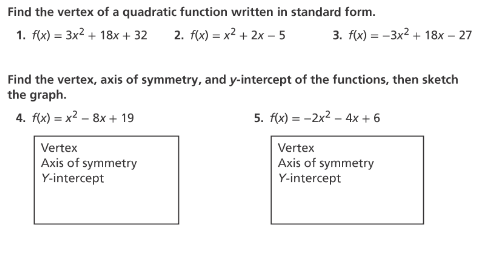 Find the vertex of a quadratic function written in standard form.
1. f(x) = 3x² + 18x + 32 2. f(x) = x² + 2x – 5 3. f(x) = –3x² + 18x – 27
Find the vertex, axis of symmetry, and y-intercept of the functions, then sketch
the graph.
4. f(x) = x² – 8x + 19 5. f(x) = –2x² – 4x + 6
Vertex
Axis of symmetry
Y-intercept
Vertex
Axis of symmetry
Y-intercept